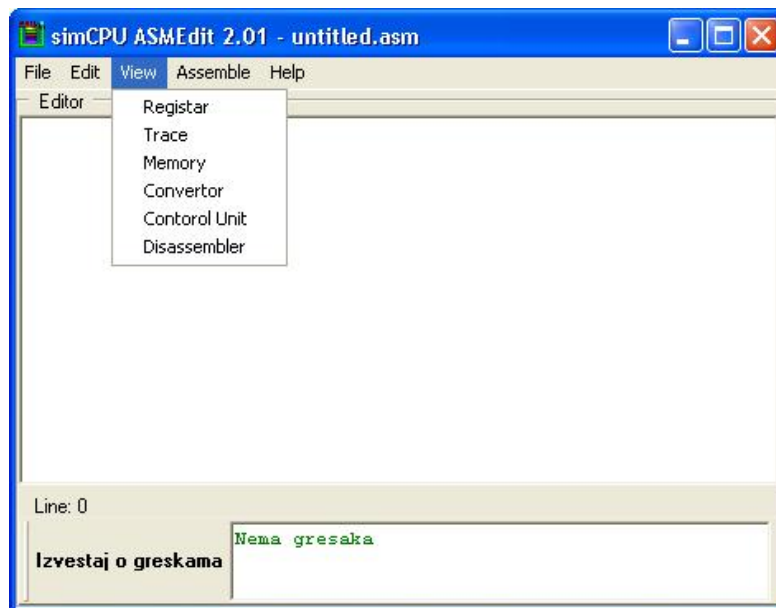 simCPU ASMEdit 2.01 - untitled.asm
File Edit View Assemble Help
Editor
Registar
Trace
Memory
Convertor
Contorol Unit
Disassembler
Line: 0
Izvestaj o greskama
Nema gresaka